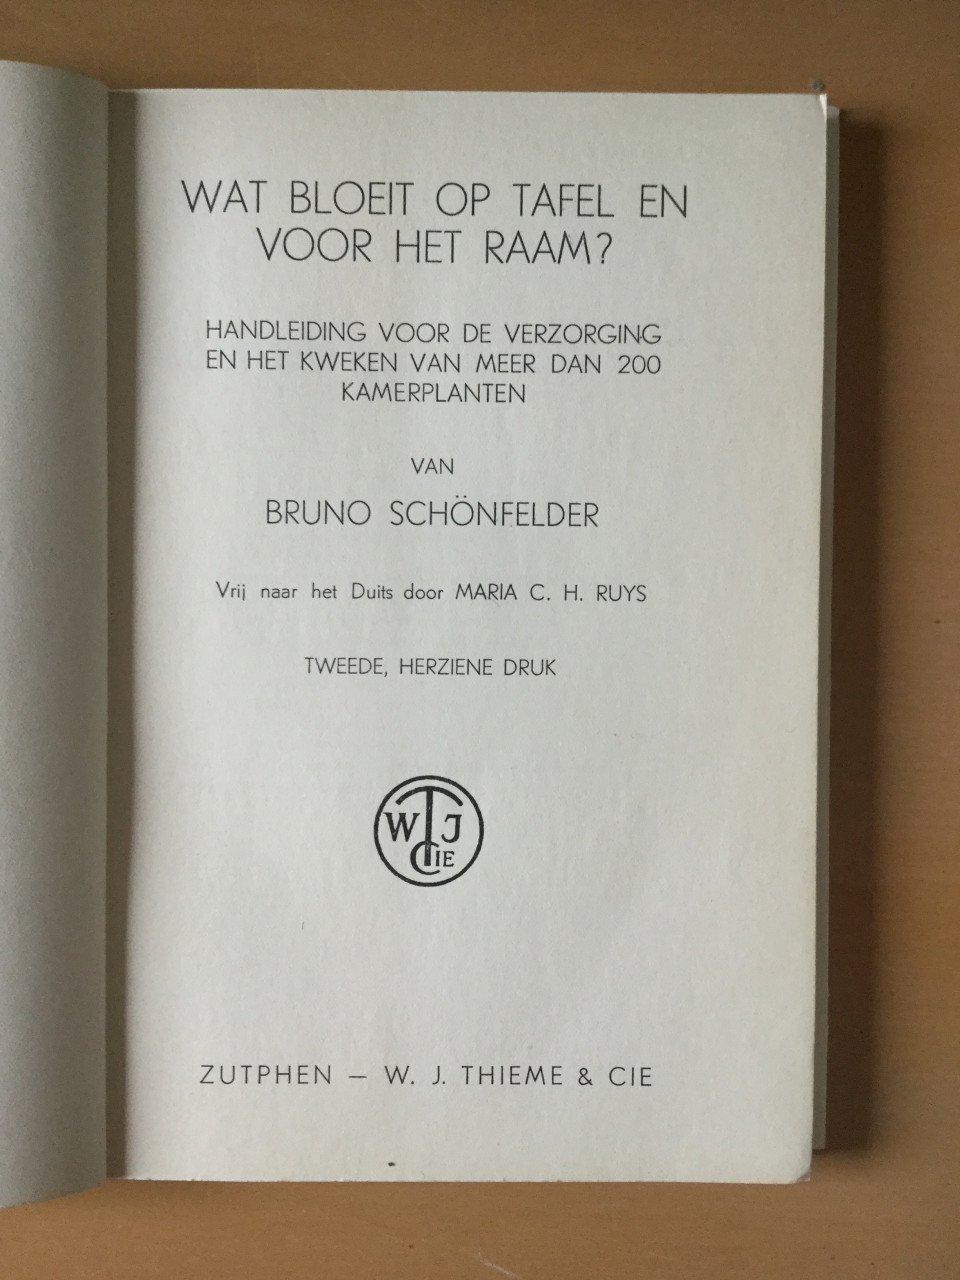 WAT BLOEIT OP TAFEL EN
VOOR HET RAAM?
HANDLEIDING VOOR DE VERZORGING
EN HET KWEKEN VAN MEER DAN 200
KAMERPLANTEN
VAN
BRUNO SCHÖNFELDER
Vrij naar het Duits door MARIA C. H. RUYS
TWEEDE, HERZIENE DRUK
W T J
CIE
ZUTPHEN — W. J. THIEME & CIE